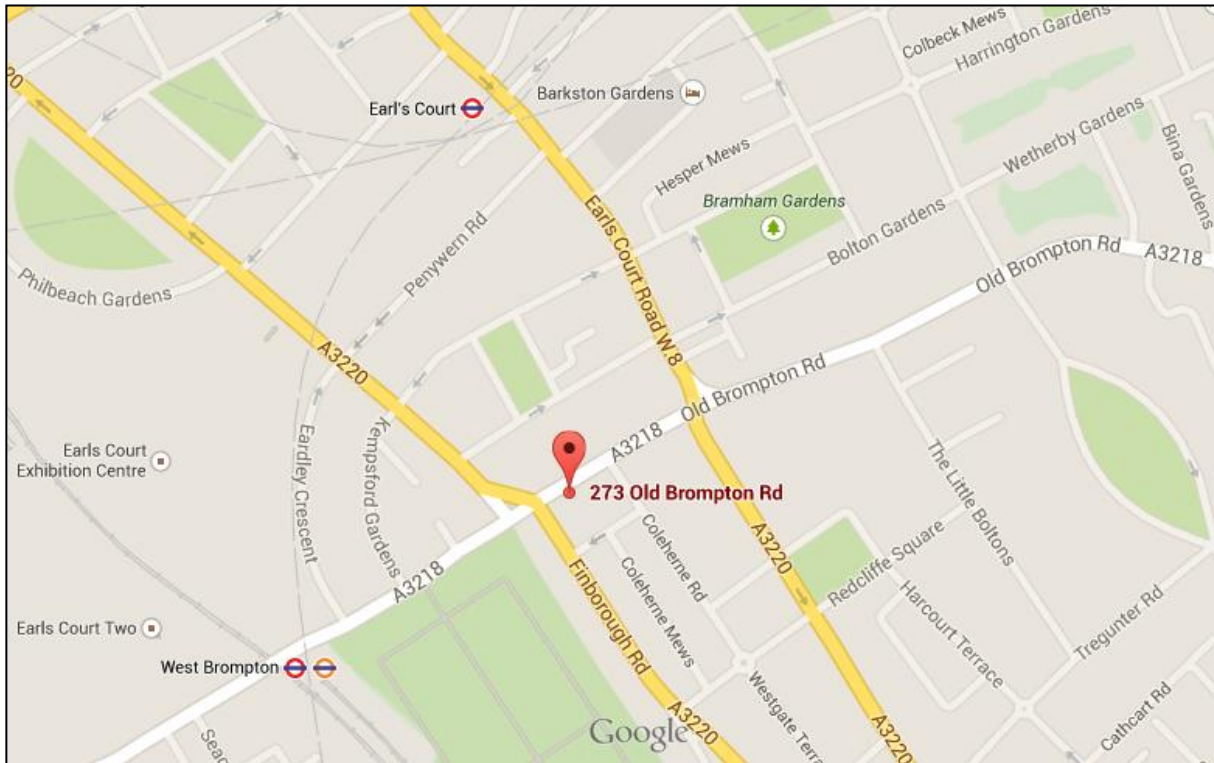 Colbeck Mews
Harrington Gardens
20
Earl's Court
Barkston Gardens
Hesper Mews
Wetherby Gardens
Bina Gardens
Bramham Gardens
Penywern Rd
Earls Court Road W.8
Bolton Gardens
Old Brompton Rd
A3218
Philbeach Gardens
A3220
Old Brompton Rd
Kempsford Gardens
Eardley Crescent
A3218
Earls Court
Exhibition Centre
273 Old Brompton Rd
The Little Boltons
A3218
Coleherne Rd
Coleherne Mews
A3220
Redcliffe Square
Finborough Rd
Harcourt Terrace
Tregunter Rd
Earls Court Two
West Brompton
Westgate Terra
Cathcart Rd
A3220
A3220
Seag
Google